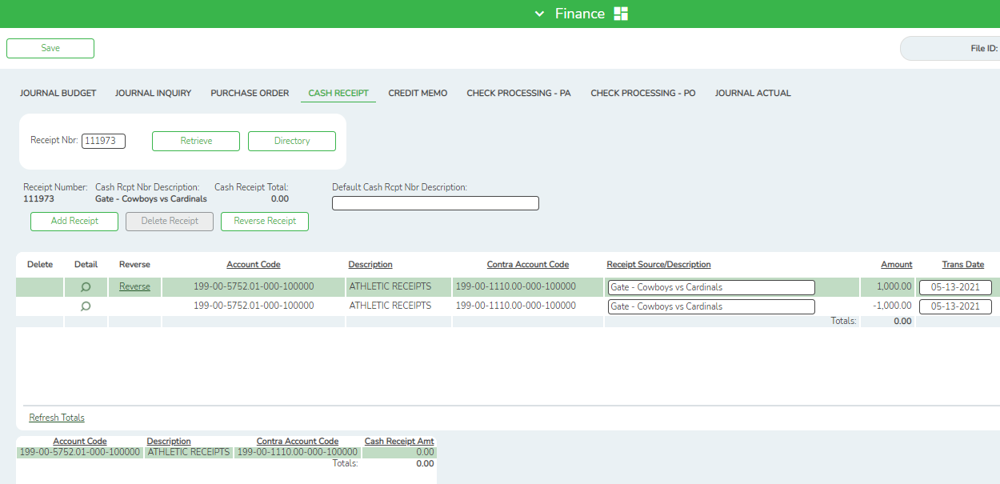 Finance
Save
File ID:
JOURNAL BUDGET JOURNAL INQUIRY PURCHASE ORDER CASH RECEIPT CREDIT MEMO CHECK PROCESSING - PA CHECK PROCESSING - PO JOURNAL ACTUAL
Receipt Nbr: 111973 Retrieve Directory
Receipt Number: Cash Rcpt Nbr Description: Cash Receipt Total: Default Cash Rcpt Nbr Description:
111973 Gate - Cowboys vs Cardinals 0.00
Add Receipt Delete Receipt Reverse Receipt
Delete Detail Reverse Account Code Description Contra Account Code Receipt Source/Description Amount Trans Date
Reverse 199-00-5752.01-000-100000 ATHLETIC RECEIPTS 199-00-1110.00-000-100000 Gate - Cowboys vs Cardinals 1,000.00 05-13-2021
199-00-5752.01-000-100000 ATHLETIC RECEIPTS 199-00-1110.00-000-100000 Gate - Cowboys vs Cardinals -1,000.00 05-13-2021
Totals: 0.00
Refresh Totals
Account Code Description Contra Account Code Cash Receipt Amt
199-00-5752.01-000-100000 ATHLETIC RECEIPTS 199-00-1110.00-000-100000 0.00
Totals: 0.00